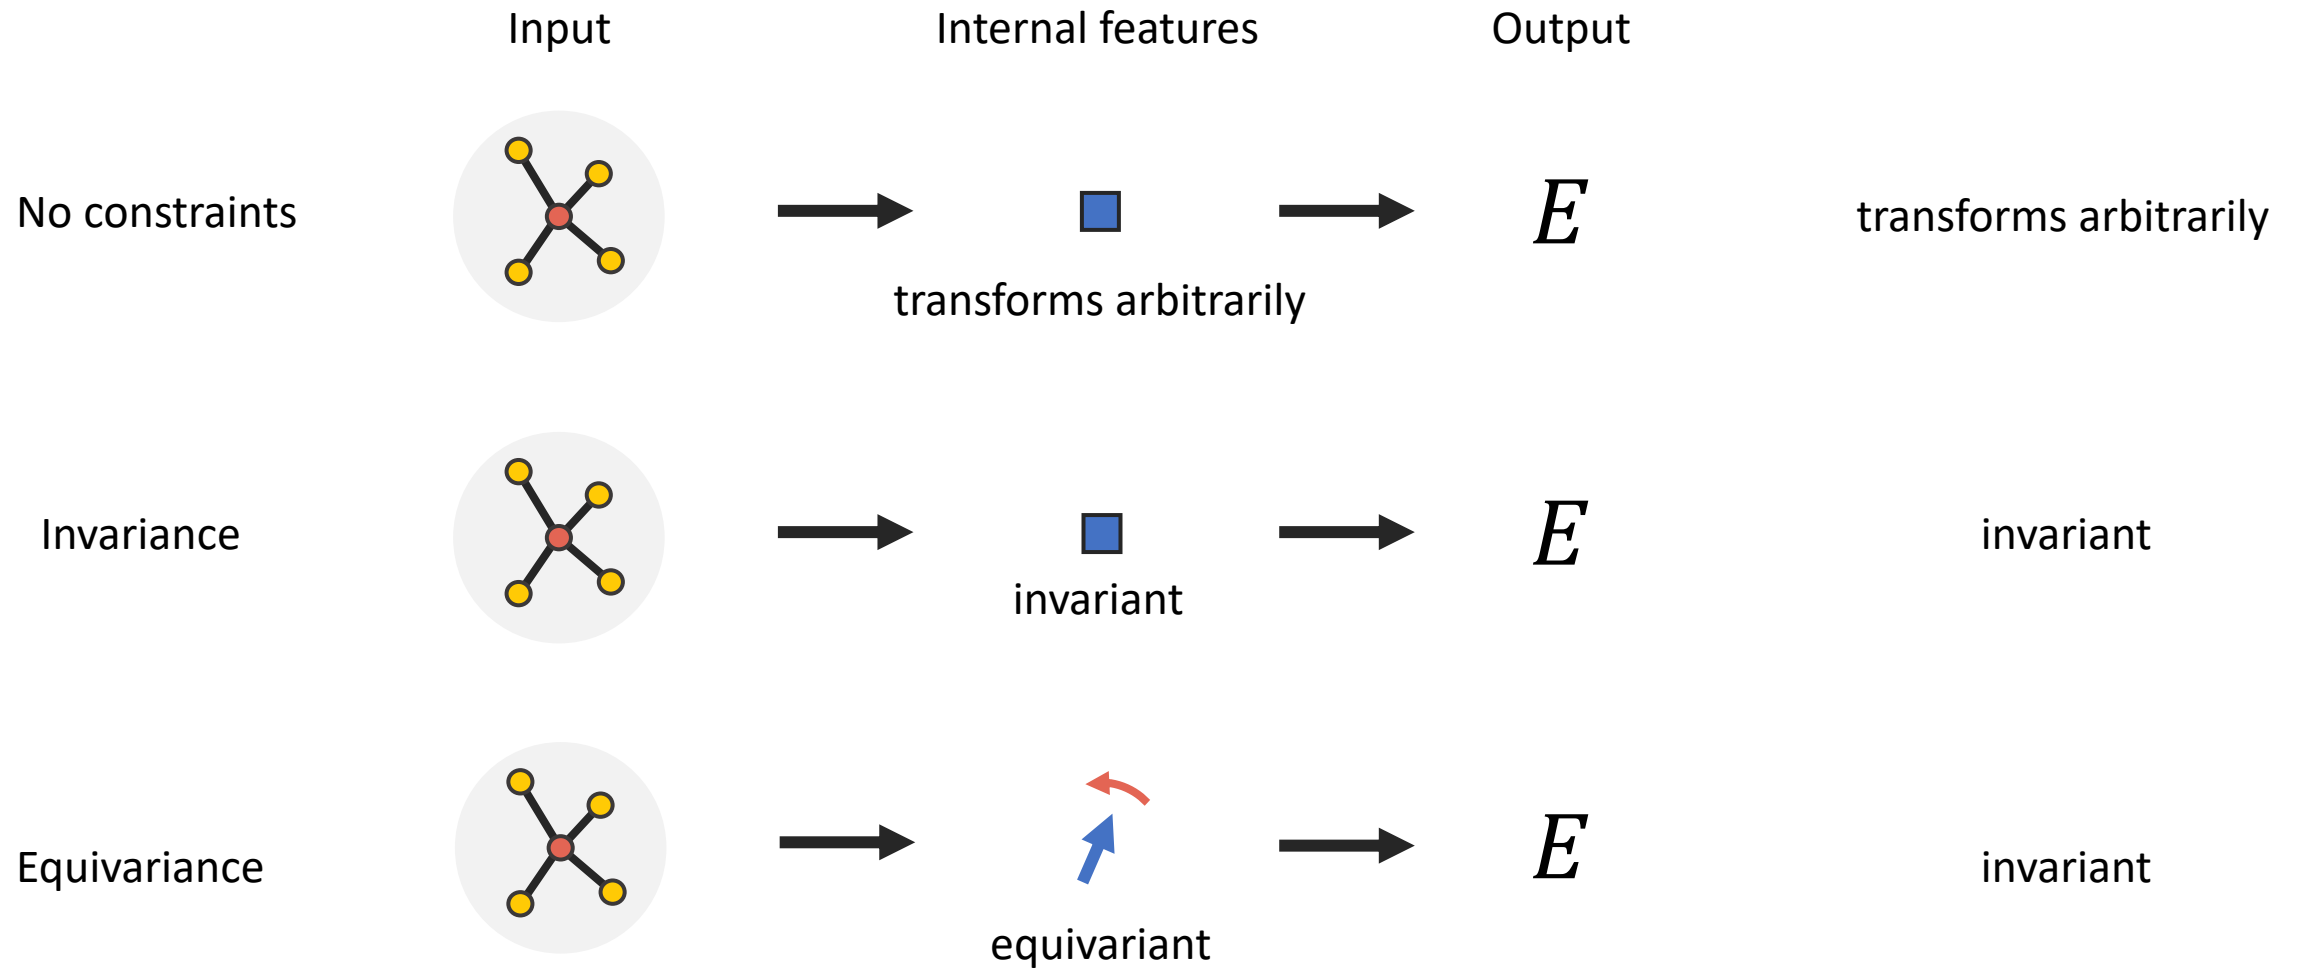 Input
Internal features
Output
No constraints
E
transforms arbitrarily
transforms arbitrarily
Invariance
E
invariant
invariant
Equivariance
E
invariant
equivariant